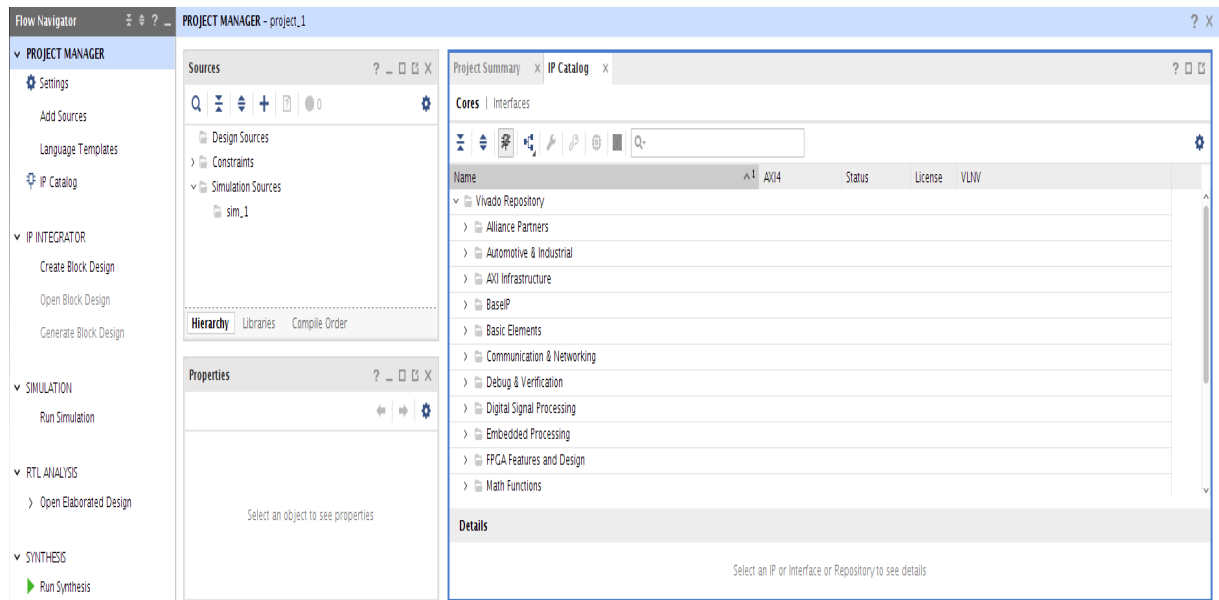 Flow Navigator
PROJECT MANAGER - project_1
PROJECT MANAGER
Settings
Add Sources
Language Templates
IP Catalog
IP INTEGRATOR
Create Block Design
Open Block Design
Generate Block Design
SIMULATION
Run Simulation
RTL ANALYSIS
Open Elaborated Design
SYNTHESIS
Run Synthesis
Sources
0
Design Sources
Constraints
Simulation Sources
sim_1
Hierarchy Libraries Compile Order
Properties
Select an object to see properties
Project Summary IP Catalog
Cores | Interfaces
Name 1 AXI4 Status License VLNV
Vivado Repository
Alliance Partners
Automotive & Industrial
AXI Infrastructure
BaseIP
Basic Elements
Communication & Networking
Debug & Verification
Digital Signal Processing
Embedded Processing
FPGA Features and Design
Math Functions
Details
Select an IP or Interface or Repository to see details